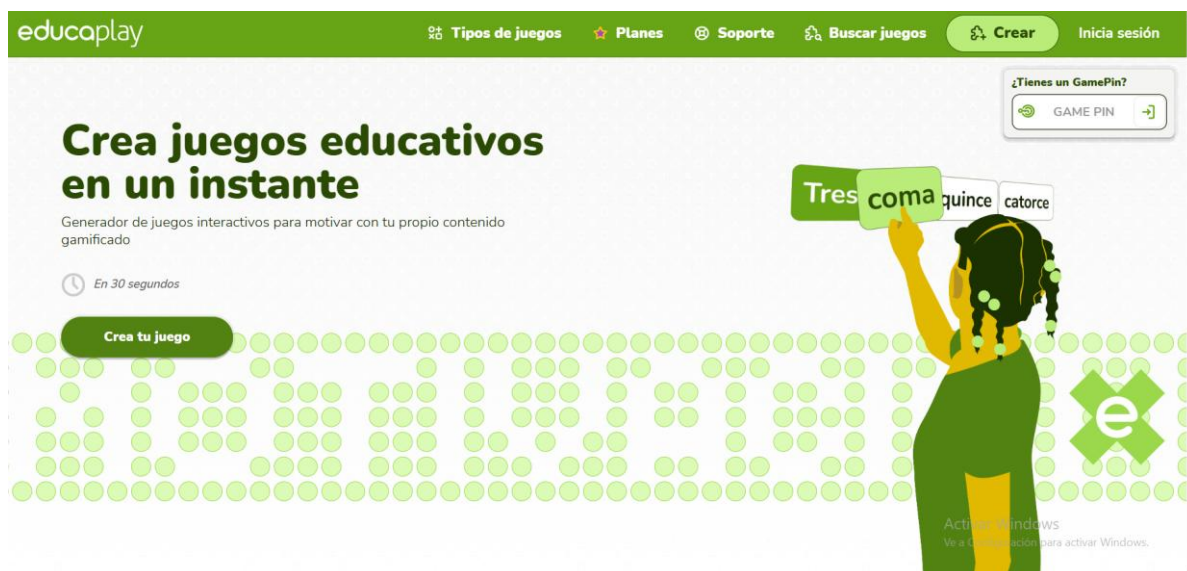 educaplay
Tipos de juegos
Planes
Soporte
Buscar juegos
Crear
Inicia sesión
¿Tienes un GamePin?
GAME PIN
Crea juegos educativos
en un instante
Generador de juegos interactivos para motivar con tu propio contenido
gamificado
En 30 segundos
Crea tu juego
Tres coma quince catorce
e
Activar Windows
Ve a Configuración para activar Windows.